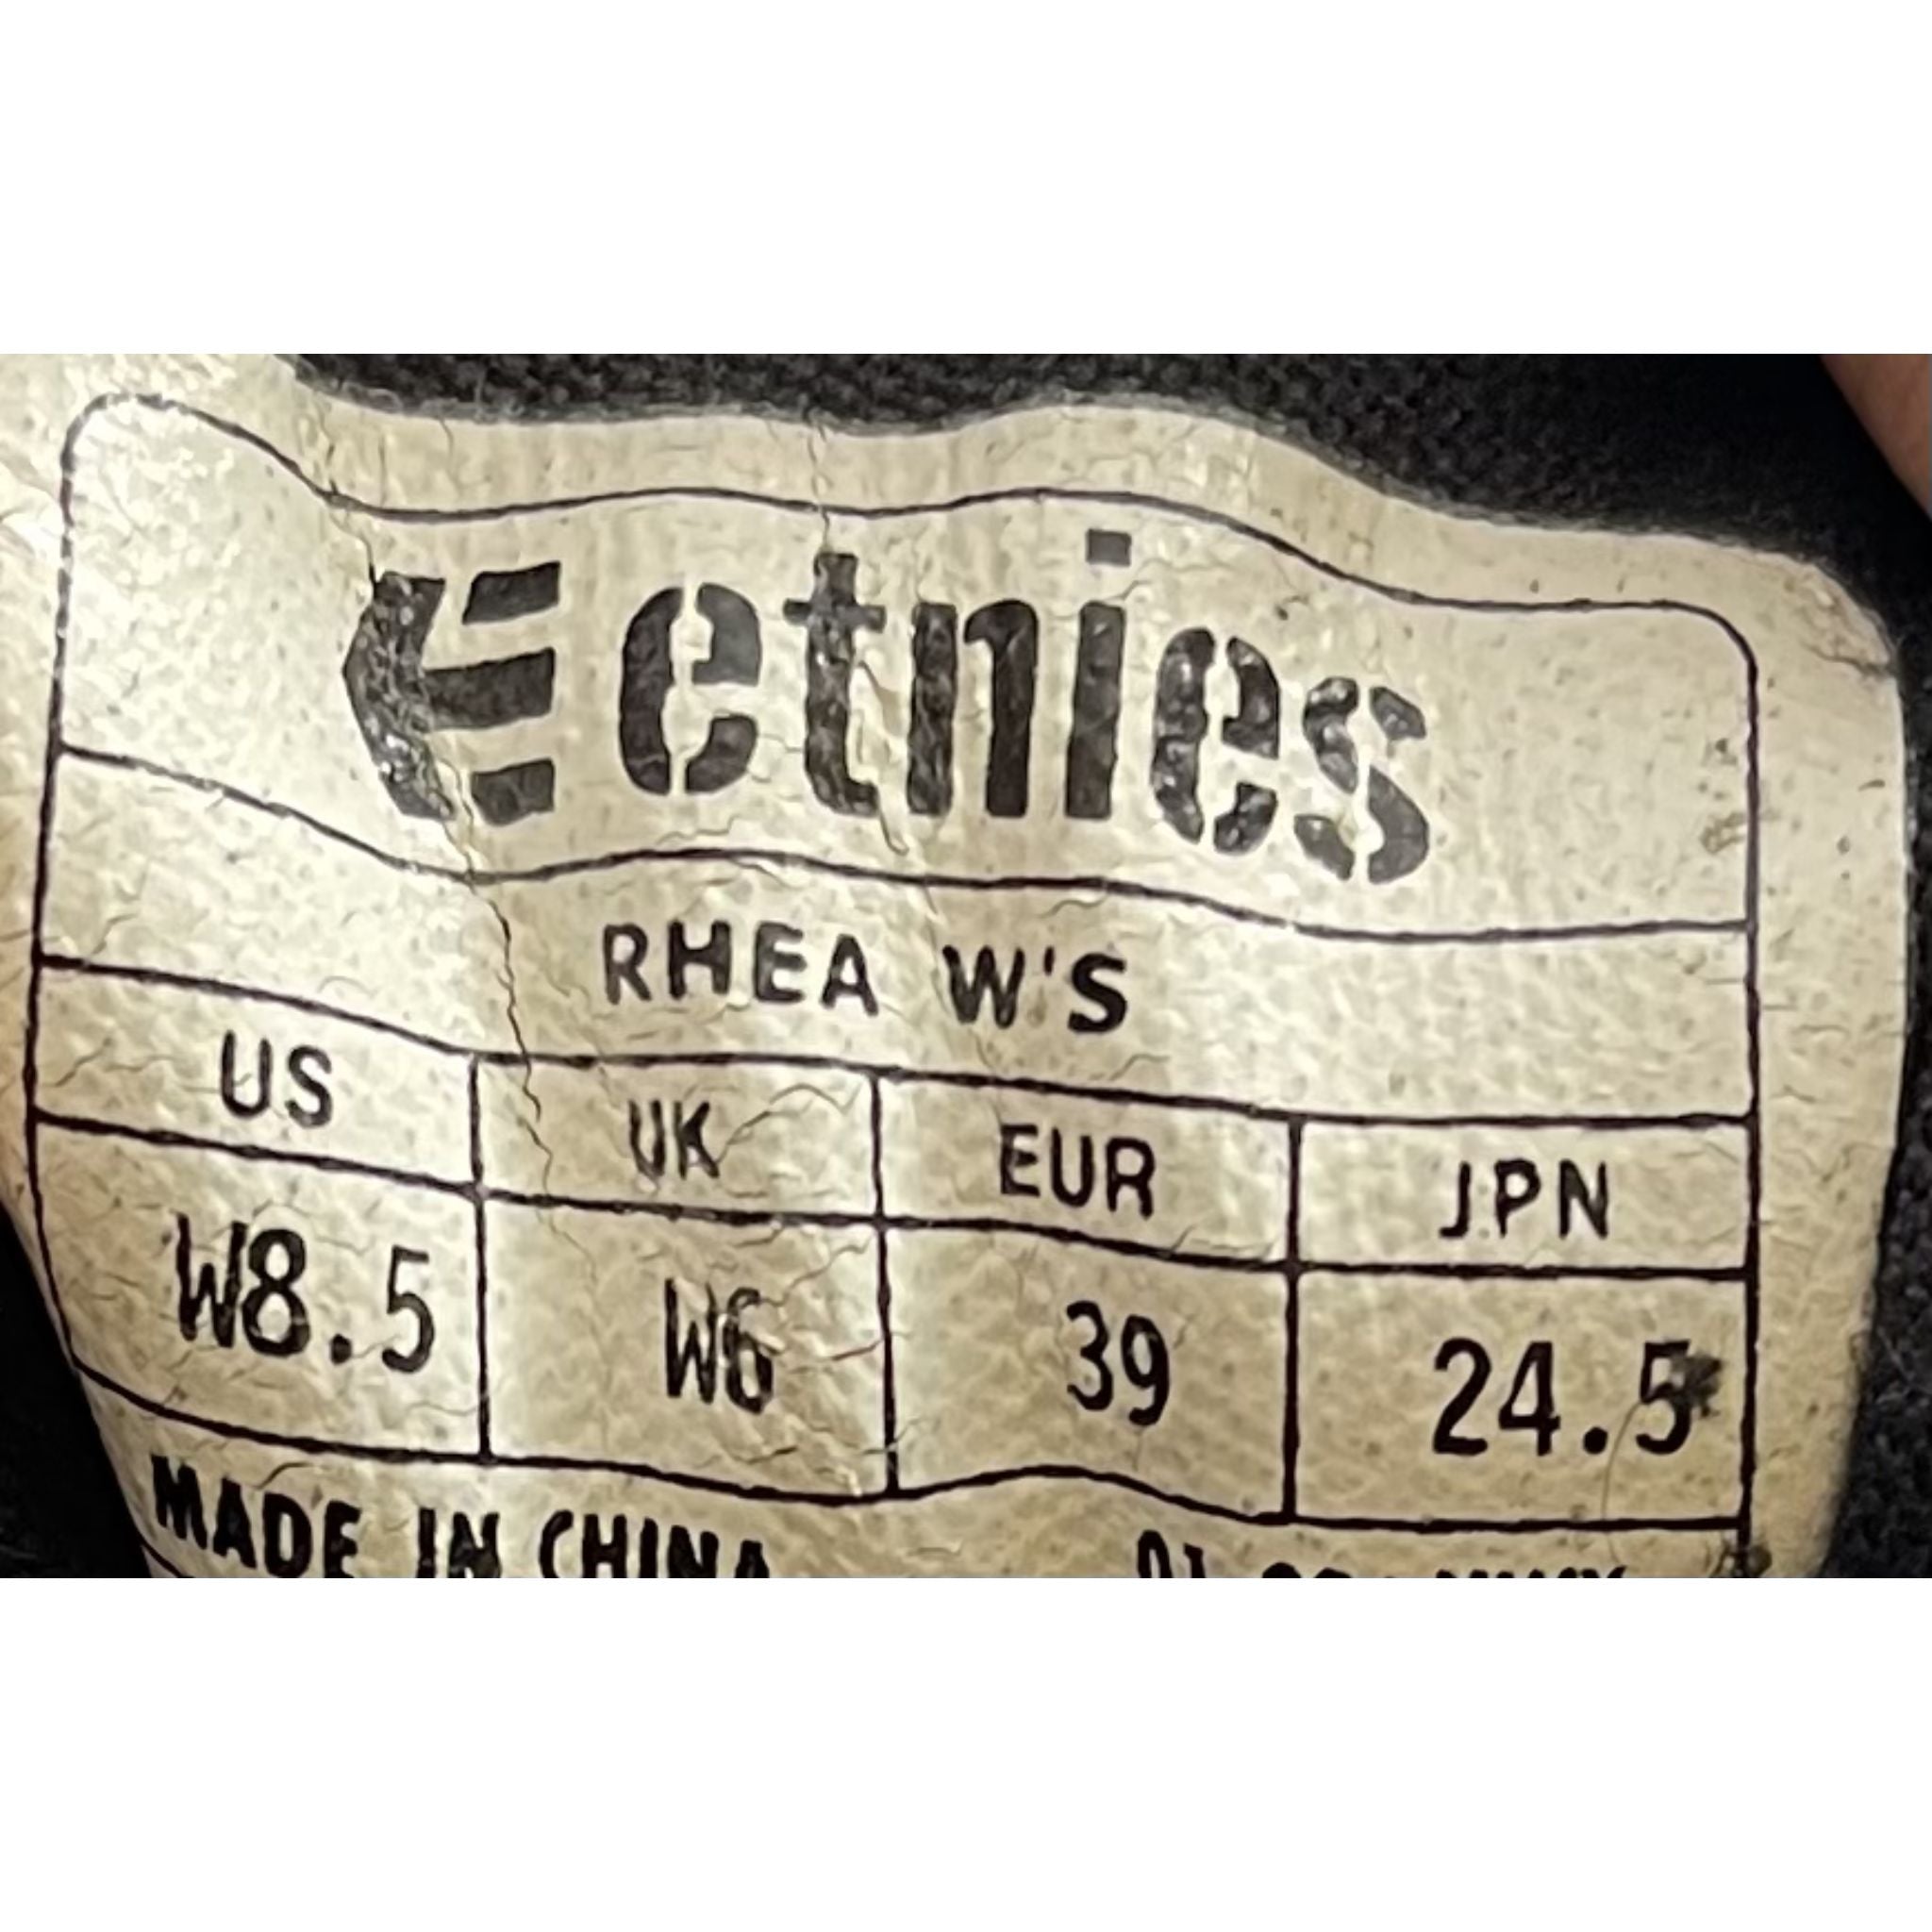 etnies
RHEA W'S
US UK EUR JPN
W8.5 W6 39 24.5
MADE IN CHINA